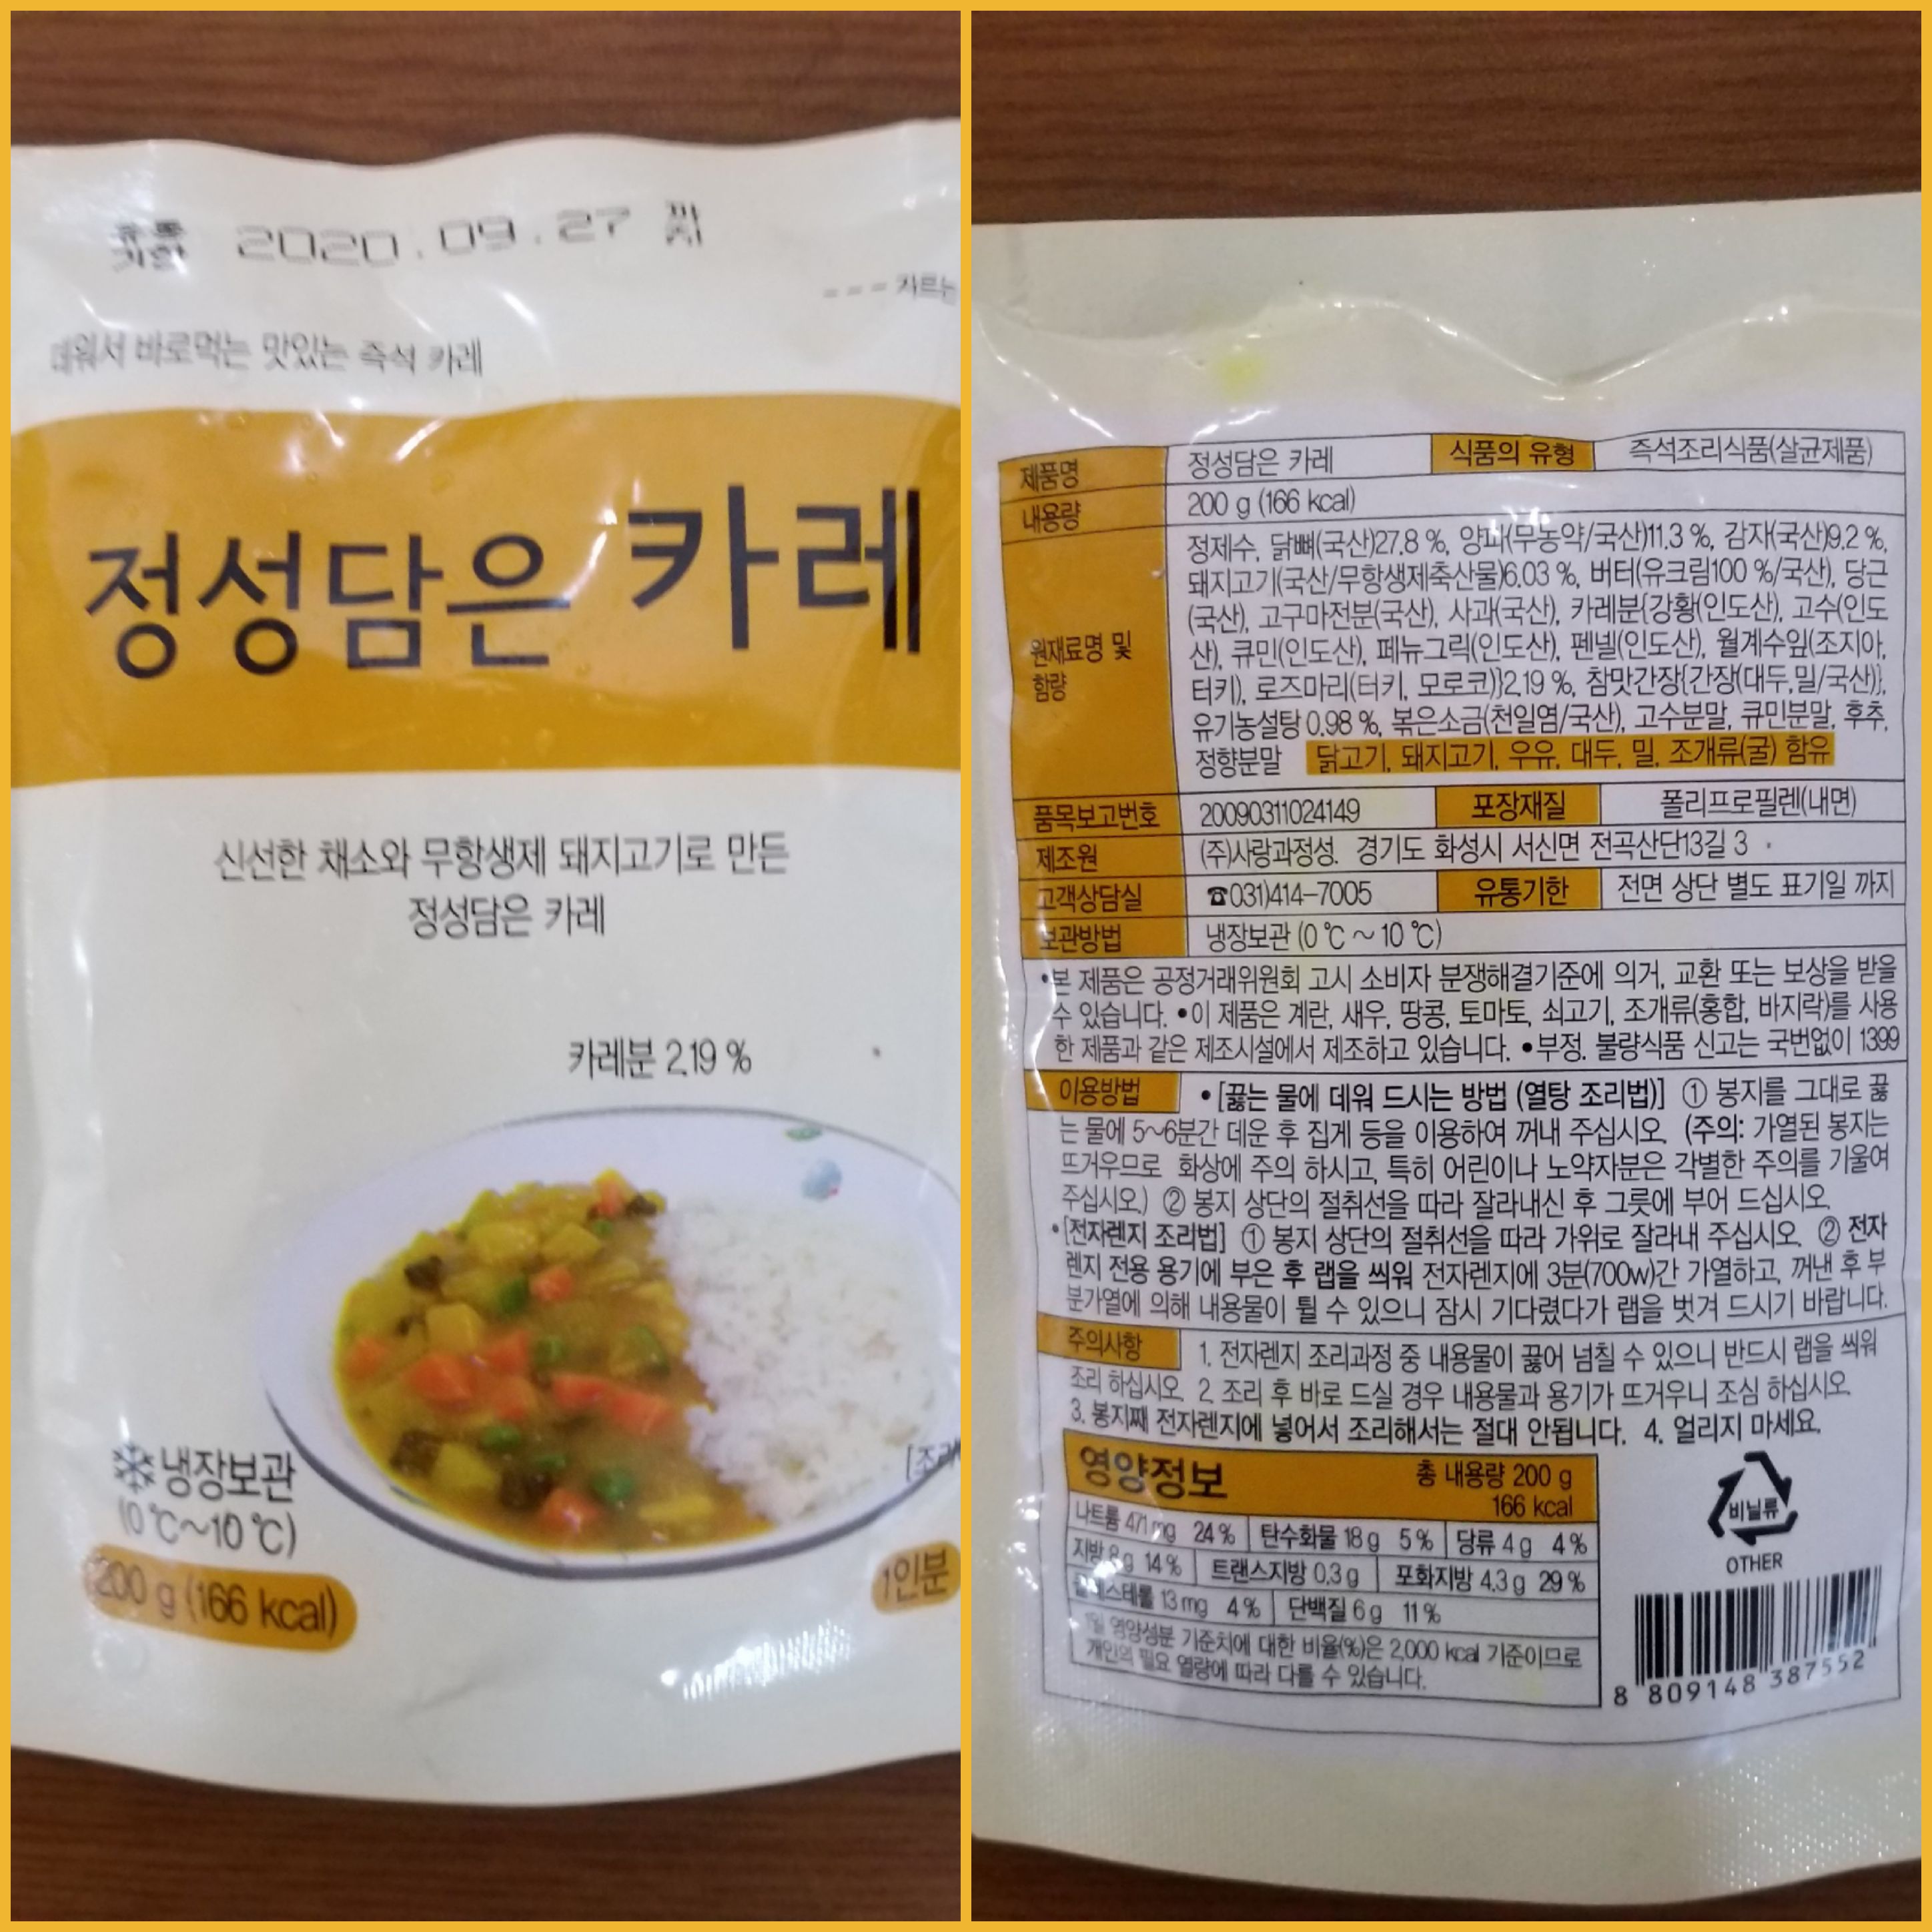 유통
기한 2020.09.27 까지
---자르는
데워서 바로먹는 맛있는 즉석 카레
정성담은 카레
신선한 채소와 무항생제 돼지고기로 만든
정성담은 카레
카레분 2.19 %
냉장보관
(0 ℃~10 ℃)
200 g (166 kcal)
[조리
1인분
제품명 정성담은 카레 식품의 유형 즉석조리식품(살균제품)
내용량 200 g (166 kcal)
원재료명 및
함량
정제수, 닭뼈(국산)27.8 %, 양파(무농약/국산)11.3 %, 감자(국산)9.2 %,
돼지고기(국산/무항생제축산물)6.03 %, 버터(유크림100 %/국산), 당근
(국산), 고구마전분(국산), 사과(국산), 카레분{강황(인도산), 고수(인도
산), 큐민(인도산), 페뉴그릭(인도산), 펜넬(인도산), 월계수잎(조지아,
터키), 로즈마리(터키, 모로코)}2.19 %, 참맛간장{간장(대두,밀/국산)},
유기농설탕 0.98 %, 볶은소금(천일염/국산), 고수분말, 큐민분말, 후추,
정향분말 닭고기, 돼지고기, 우유, 대두, 밀, 조개류(굴) 함유
품목보고번호 20090311024149 포장재질 폴리프로필렌(내면)
제조원 (주)사랑과정성. 경기도 화성시 서신면 전곡산단13길 3
고객상담실 ☎031)414-7005 유통기한 전면 상단 별도 표기일 까지
보관방법 냉장보관 (0 ℃ ~ 10 ℃)
•본 제품은 공정거래위원회 고시 소비자 분쟁해결기준에 의거, 교환 또는 보상을 받을
수 있습니다. •이 제품은 계란, 새우, 땅콩, 토마토, 쇠고기, 조개류(홍합, 바지락)를 사용
한 제품과 같은 제조시설에서 제조하고 있습니다. •부정. 불량식품 신고는 국번없이 1399
이용방법 •[끓는 물에 데워 드시는 방법 (열탕 조리법)] ① 봉지를 그대로 끓
는 물에 5~6분간 데운 후 집게 등을 이용하여 꺼내 주십시오. (주의: 가열된 봉지는
뜨거우므로 화상에 주의 하시고, 특히 어린이나 노약자분은 각별한 주의를 기울여
주십시오.) ② 봉지 상단의 절취선을 따라 잘라내신 후 그릇에 부어 드십시오.
•[전자렌지 조리법] ① 봉지 상단의 절취선을 따라 가위로 잘라내 주십시오. ② 전자
렌지 전용 용기에 부은 후 랩을 씌워 전자렌지에 3분(700w)간 가열하고, 꺼낸 후 부
분가열에 의해 내용물이 튈 수 있으니 잠시 기다렸다가 랩을 벗겨 드시기 바랍니다.
주의사항 1. 전자렌지 조리과정 중 내용물이 끓어 넘칠 수 있으니 반드시 랩을 씌워
조리 하십시오. 2. 조리 후 바로 드실 경우 내용물과 용기가 뜨거우니 조심 하십시오.
3. 봉지째 전자렌지에 넣어서 조리해서는 절대 안됩니다. 4. 얼리지 마세요.
영양정보 총 내용량 200 g
166 kcal
나트륨 471 mg 24 % 탄수화물 18 g 5 % 당류 4 g 4 %
지방 8 g 14 % 트랜스지방 0.3 g 포화지방 4.3 g 29 %
콜레스테롤 13 mg 4 % 단백질 6 g 11 %
1일 영양성분 기준치에 대한 비율(%)은 2,000 kcal 기준이므로
개인의 필요 열량에 따라 다를 수 있습니다.
비닐류
OTHER
8 809148 387552